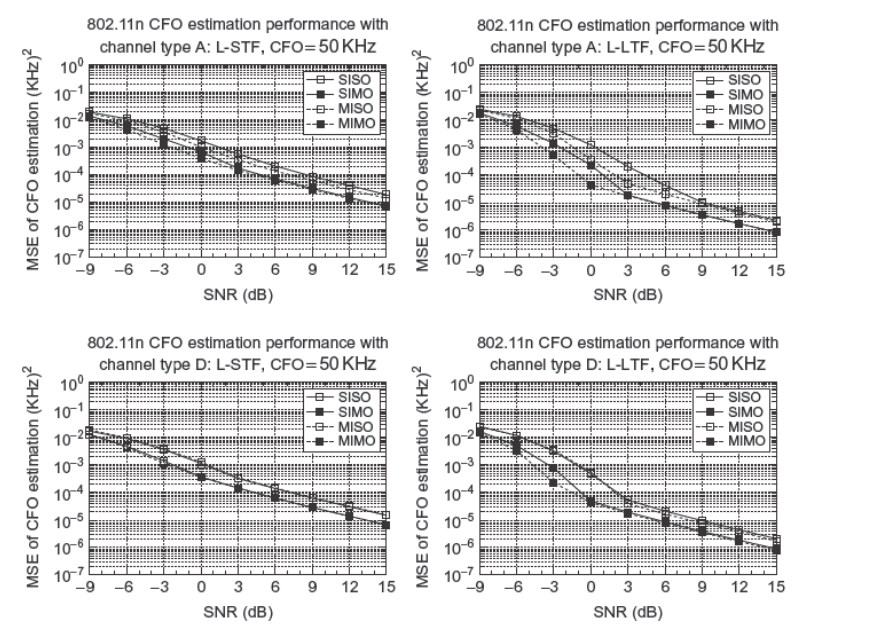 802.11n CFO estimation performance with
channel type A: L-STF, CFO=50 KHz
MSE of CFO estimation (KHz)²
10⁰
10⁻¹
10⁻²
10⁻³
10⁻⁴
10⁻⁵
10⁻⁶
10⁻⁷
SISO
SIMO
MISO
MIMO
−9 −6 −3 0 3 6 9 12 15
SNR (dB)
802.11n CFO estimation performance with
channel type A: L-LTF, CFO=50 KHz
MSE of CFO estimation (KHz)²
10⁰
10⁻¹
10⁻²
10⁻³
10⁻⁴
10⁻⁵
10⁻⁶
10⁻⁷
SISO
SIMO
MISO
MIMO
−9 −6 −3 0 3 6 9 12 15
SNR (dB)
802.11n CFO estimation performance with
channel type D: L-STF, CFO=50 KHz
MSE of CFO estimation (KHz)²
10⁰
10⁻¹
10⁻²
10⁻³
10⁻⁴
10⁻⁵
10⁻⁶
10⁻⁷
SISO
SIMO
MISO
MIMO
−9 −6 −3 0 3 6 9 12 15
SNR (dB)
802.11n CFO estimation performance with
channel type D: L-LTF, CFO=50 KHz
MSE of CFO estimation (KHz)²
10⁰
10⁻¹
10⁻²
10⁻³
10⁻⁴
10⁻⁵
10⁻⁶
10⁻⁷
SISO
SIMO
MISO
MIMO
−9 −6 −3 0 3 6 9 12 15
SNR (dB)